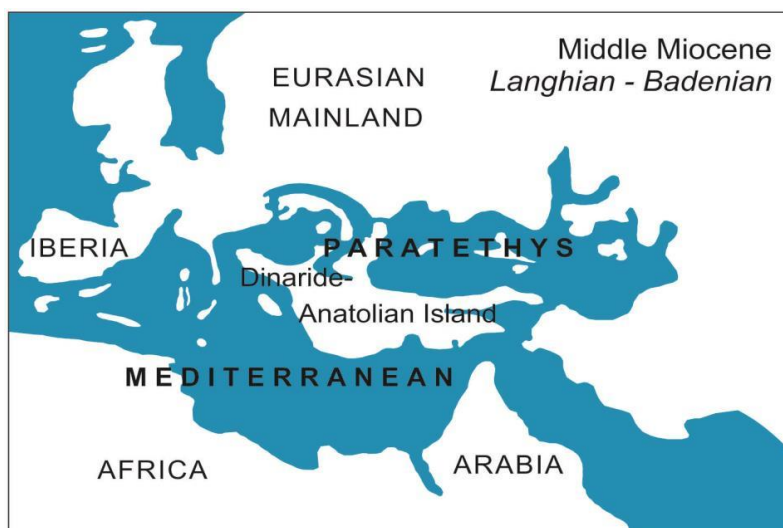 Middle Miocene
Langhian - Badenian
EURASIAN
MAINLAND
IBERIA
PARATETHYS
Dinaride-
Anatolian Island
MEDITERRANEAN
AFRICA
ARABIA